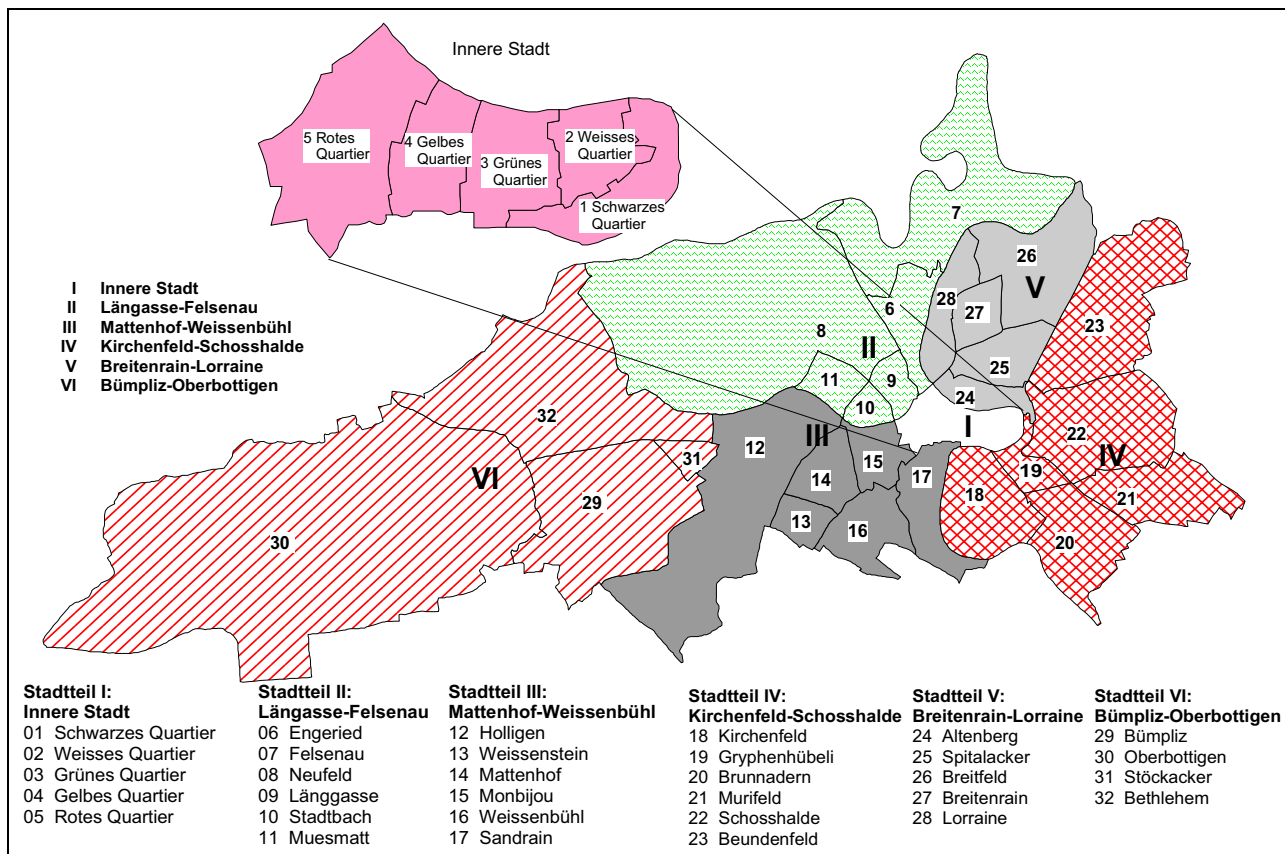 Innere Stadt
5 Rotes
Quartier
4 Gelbes
Quartier
3 Grünes
Quartier
2 Weisses
Quartier
1 Schwarzes
Quartier
I Innere Stadt
II Längasse-Felsenau
III Mattenhof-Weissenbühl
IV Kirchenfeld-Schosshalde
V Breitenrain-Lorraine
VI Bümpliz-Oberbottigen
7
26
V
28
27
6
23
8
II
25
11
9
24
10
I
32
III
12
22
IV
31
15
17
19
VI
14
18
21
29
13
16
20
30
Stadtteil I:
Innere Stadt
01 Schwarzes Quartier
02 Weisses Quartier
03 Grünes Quartier
04 Gelbes Quartier
05 Rotes Quartier
Stadtteil II:
Längasse-Felsenau
06 Engeried
07 Felsenau
08 Neufeld
09 Länggasse
10 Stadtbach
11 Muesmatt
Stadtteil III:
Mattenhof-Weissenbühl
12 Holligen
13 Weissenstein
14 Mattenhof
15 Monbijou
16 Weissenbühl
17 Sandrain
Stadtteil IV:
Kirchenfeld-Schosshalde
18 Kirchenfeld
19 Gryphenhübeli
20 Brunnadern
21 Murifeld
22 Schosshalde
23 Beundenfeld
Stadtteil V:
Breitenrain-Lorraine
24 Altenberg
25 Spitalacker
26 Breitfeld
27 Breitenrain
28 Lorraine
Stadtteil VI:
Bümpliz-Oberbottigen
29 Bümpliz
30 Oberbottigen
31 Stöckacker
32 Bethlehem